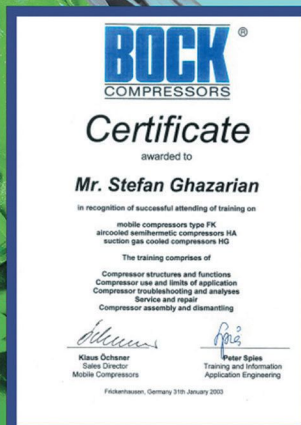 BOCK®
COMPRESSORS
Certificate
awarded to
Mr. Stefan Ghazarian
in recognition of successful attending of training on
mobile compressors type FK
aircooled semihermetic compressors HA
suction gas cooled compressors HG
The training comprises of
Compressor structures and functions
Compressor use and limits of application
Compressor troubleshooting and analyses
Service and repair
Compressor assembly and dismantling
Klaus Öchsner
Sales Director
Mobile Compressors
Peter Spies
Training and Information
Application Engineering
Frickenhausen, Germany 31th January 2003